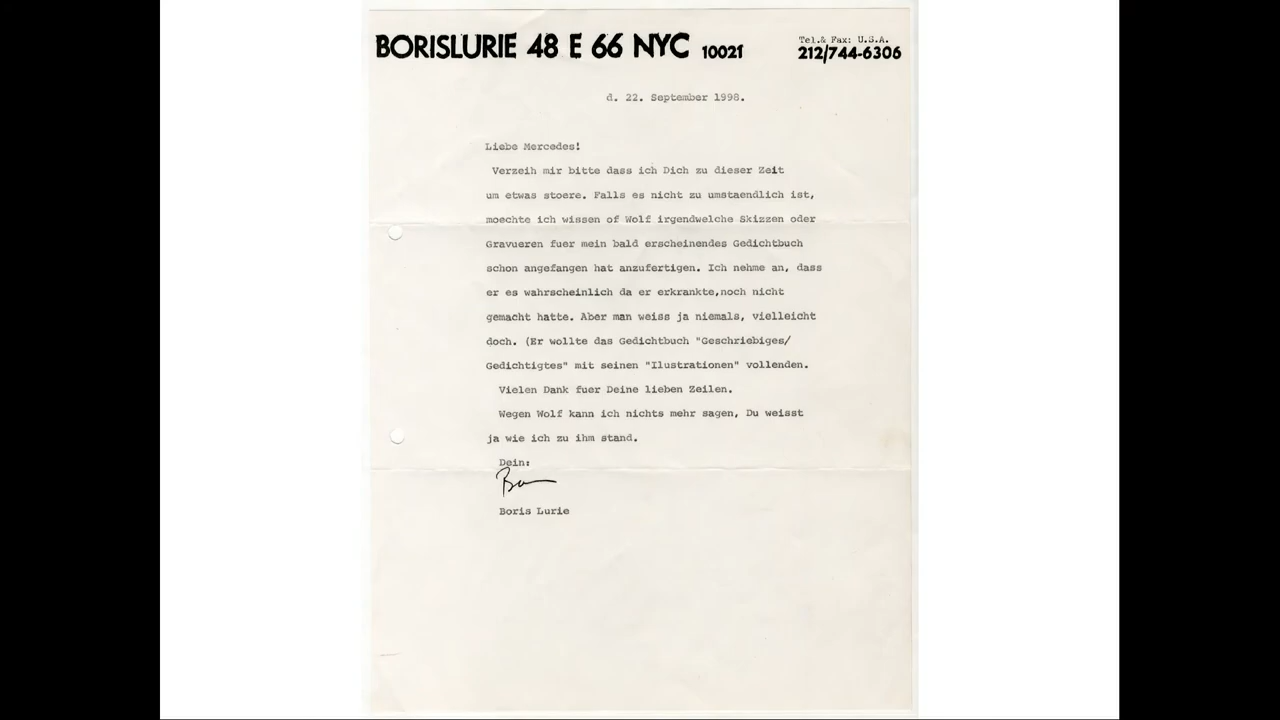 BORISLURIE 48 E 66 NYC 10021
Tel.& Fax: U.S.A.
212/744-6306
d. 22. September 1998.
Liebe Mercedes!
Verzeih mir bitte dass ich Dich zu dieser Zeit
um etwas stoere. Falls es nicht zu umstaendlich ist,
moechte ich wissen of Wolf irgendwelche Skizzen oder
Gravueren fuer mein bald erscheinendes Gedichtbuch
schon angefangen hat anzufertigen. Ich nehme an, dass
er es wahrscheinlich da er erkrankte,noch nicht
gemacht hatte. Aber man weiss ja niemals, vielleicht
doch. (Er wollte das Gedichtbuch "Geschriebiges/
Gedichtigtes" mit seinen "Ilustrationen" vollenden.
Vielen Dank fuer Deine lieben Zeilen.
Wegen Wolf kann ich nichts mehr sagen, Du weisst
ja wie ich zu ihm stand.
Dein:
Boris Lurie